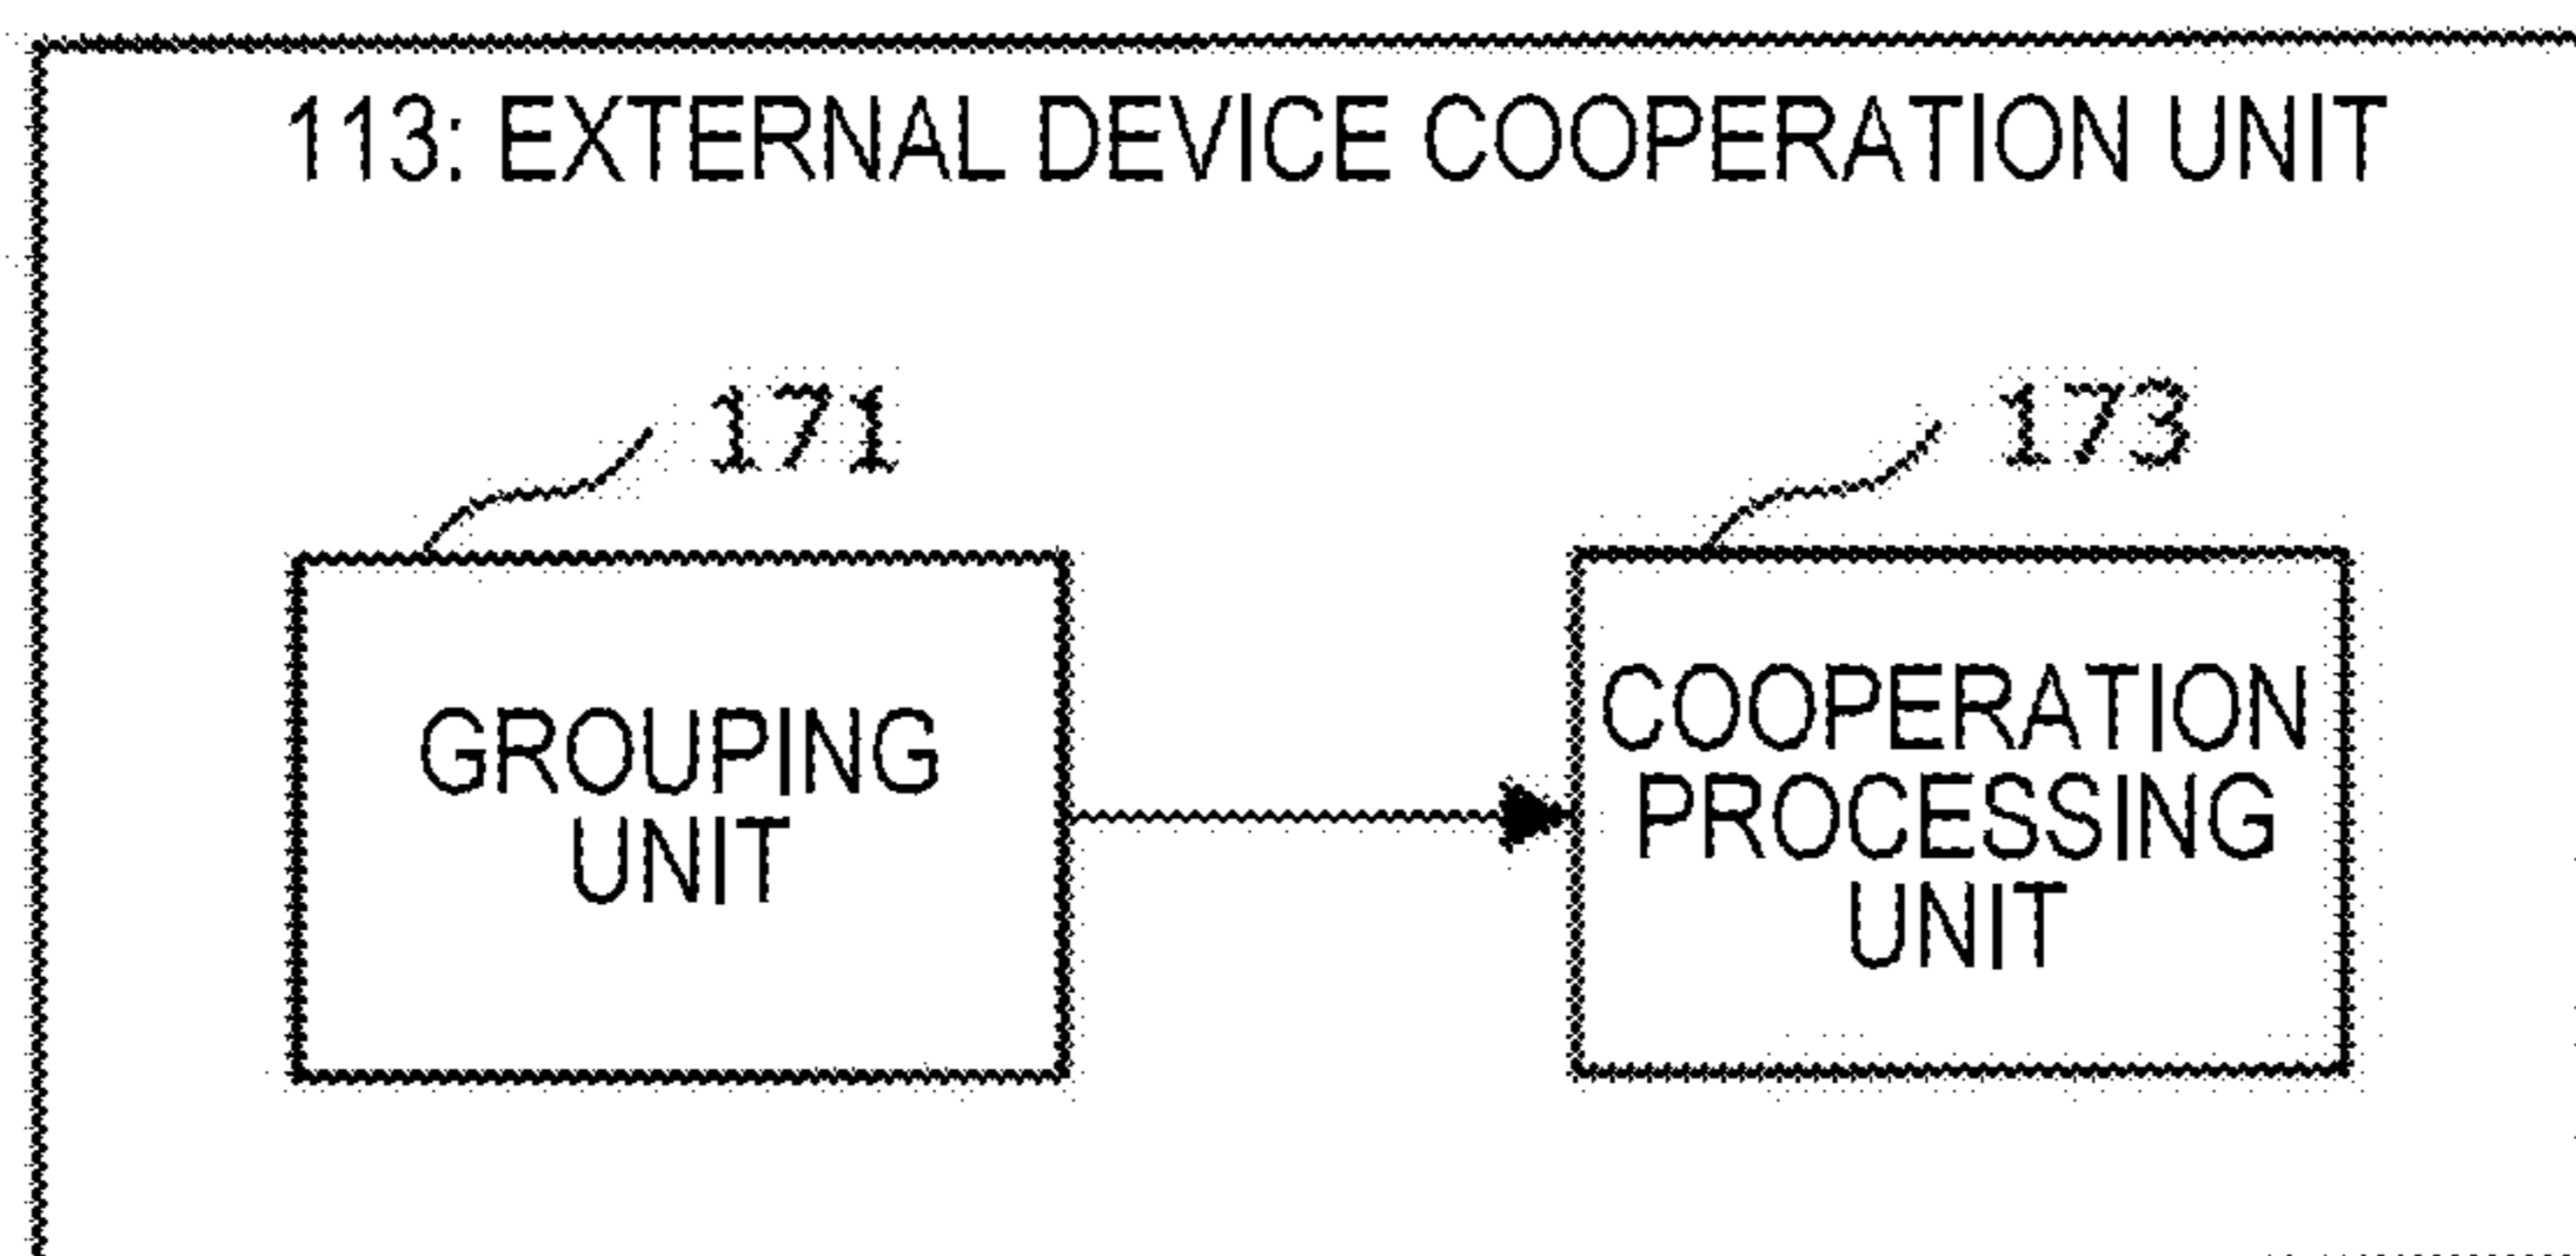 113: EXTERNAL DEVICE COOPERATION UNIT
171
173
GROUPING
UNIT
COOPERATION
PROCESSING
UNIT